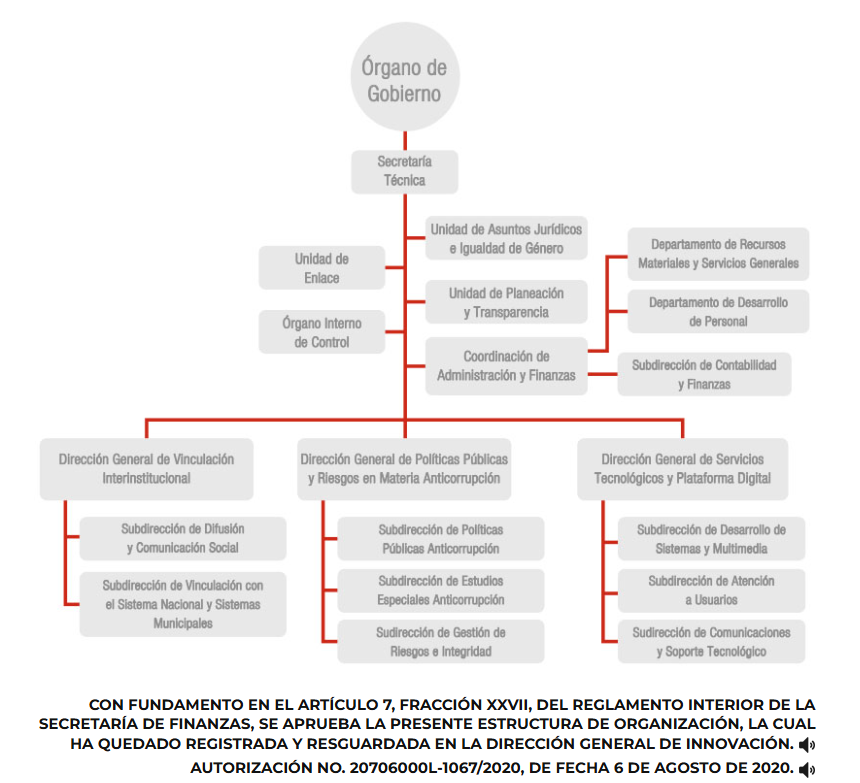 Órgano de
Gobierno
Secretaría
Técnica
Unidad de Asuntos Jurídicos
e Igualdad de Género
Unidad de
Enlace
Unidad de Planeación
y Transparencia
Órgano Interno
de Control
Coordinación de
Administración y Finanzas
Departamento de Recursos
Materiales y Servicios Generales
Departamento de Desarrollo
de Personal
Subdirección de Contabilidad
y Finanzas
Dirección General de Vinculación
Interinstitucional
Subdirección de Difusión
y Comunicación Social
Subdirección de Vinculación con
el Sistema Nacional y Sistemas
Municipales
Dirección General de Políticas Públicas
y Riesgos en Materia Anticorrupción
Subdirección de Políticas
Públicas Anticorrupción
Subdirección de Estudios
Especiales Anticorrupción
Sudirección de Gestión de
Riesgos e Integridad
Dirección General de Servicios
Tecnológicos y Plataforma Digital
Subdirección de Desarrollo de
Sistemas y Multimedia
Subdirección de Atención
a Usuarios
Sudirección de Comunicaciones
y Soporte Tecnológico
CON FUNDAMENTO EN EL ARTÍCULO 7, FRACCIÓN XXVII, DEL REGLAMENTO INTERIOR DE LA
SECRETARÍA DE FINANZAS, SE APRUEBA LA PRESENTE ESTRUCTURA DE ORGANIZACIÓN, LA CUAL
HA QUEDADO REGISTRADA Y RESGUARDADA EN LA DIRECCIÓN GENERAL DE INNOVACIÓN.
AUTORIZACIÓN NO. 20706000L-1067/2020, DE FECHA 6 DE AGOSTO DE 2020.